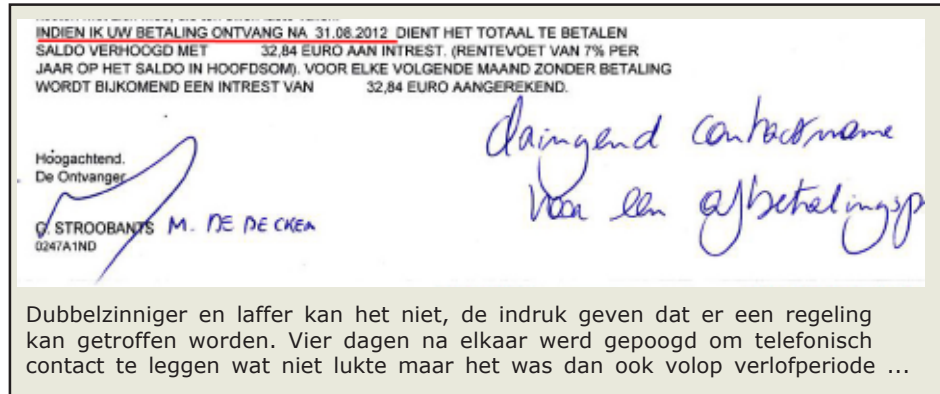 INDIEN IK UW BETALING ONTVANG NA 31.08.2012 DIENT HET TOTAAL TE BETALEN
SALDO VERHOOGD MET 32,84 EURO AAN INTREST. (RENTEVOET VAN 7% PER
JAAR OP HET SALDO IN HOOFDSOM). VOOR ELKE VOLGENDE MAAND ZONDER BETALING
WORDT BIJKOMEND EEN INTREST VAN 32,84 EURO AANGEREKEND.
dringend contactname
voor een afbetalingsp
Hoogachtend.
De Ontvanger
STROOBANTS M. DE DECKER
0247A1ND
Dubbelzinniger en laffer kan het niet, de indruk geven dat er een regeling
kan getroffen worden. Vier dagen na elkaar werd gepoogd om telefonisch
contact te leggen wat niet lukte maar het was dan ook volop verlofperiode ...